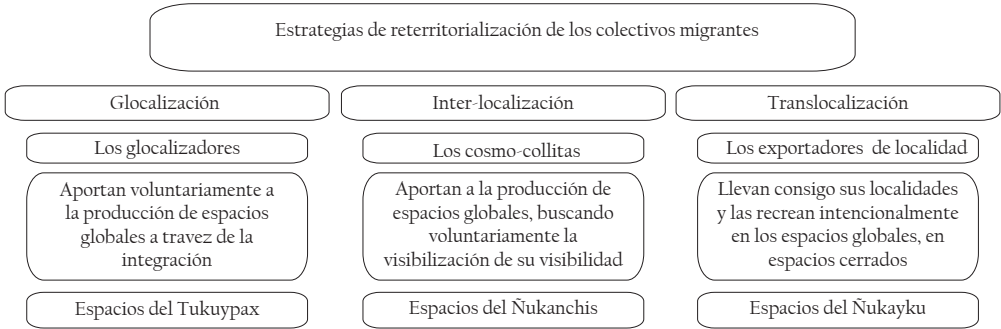 Estrategias de reterritorialización de los colectivos migrantes
Glocalización
Los glocalizadores
Aportan voluntariamente a
la producción de espacios
globales a travez de la
integración
Espacios del Tukuypax
Inter-localización
Los cosmo-collitas
Aportan a la producción de
espacios globales, buscando
voluntariamente la
visibilización de su visibilidad
Espacios del Ñukanchis
Translocalización
Los exportadores de localidad
Llevan consigo sus localidades
y las recrean intencionalmente
en los espacios globales, en
espacios cerrados
Espacios del Ñukayku